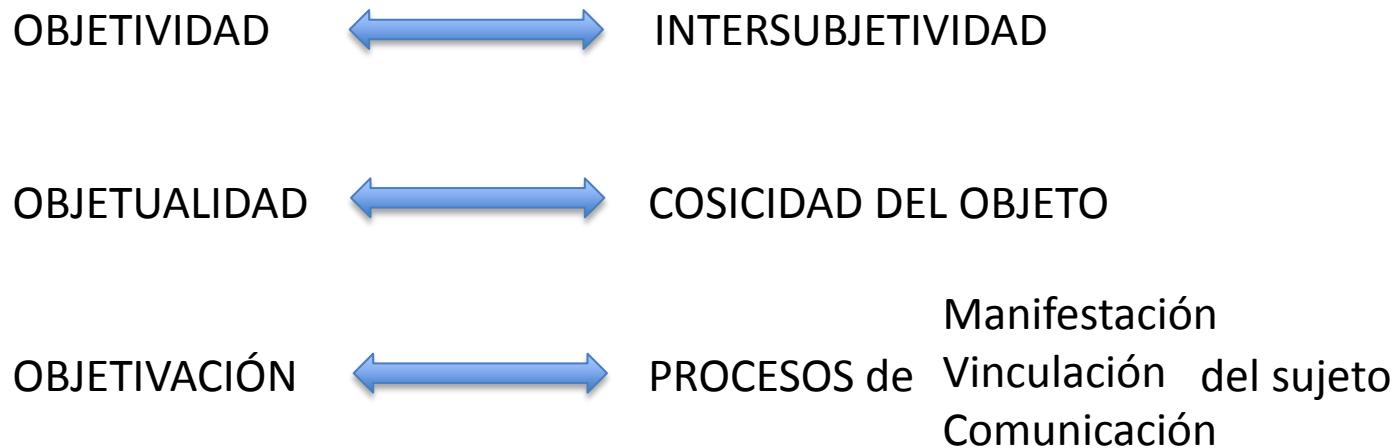 OBJETIVIDAD INTERSUBJETIVIDAD
OBJETUALIDAD COSICIDAD DEL OBJETO
Manifestación
OBJETIVACIÓN PROCESOS de Vinculación del sujeto
Comunicación